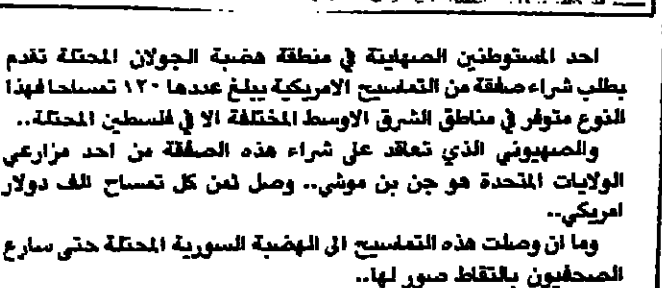 احد المستوطنين الصهاينة في منطقة هضبة الجولان المحتلة تقدم
بطلب شراء صفقة من التماسيح الامريكية يبلغ عددها ١٢٠ تمساحا فهذا
النوع متوفر في مناطق الشرق الاوسط المختلفة الا في فلسطين المحتلة..
والصهيوني الذي تعاقد على شراء هذه الصفقة من احد مزارعي
الولايات المتحدة هو جن بن موشي.. وصل ثمن كل تمساح الف دولار
امريكي..
وما ان وصلت هذه التماسيح الى الهضبة السورية المحتلة حتى سارع
الصحفيون بالتقاط صور لها..